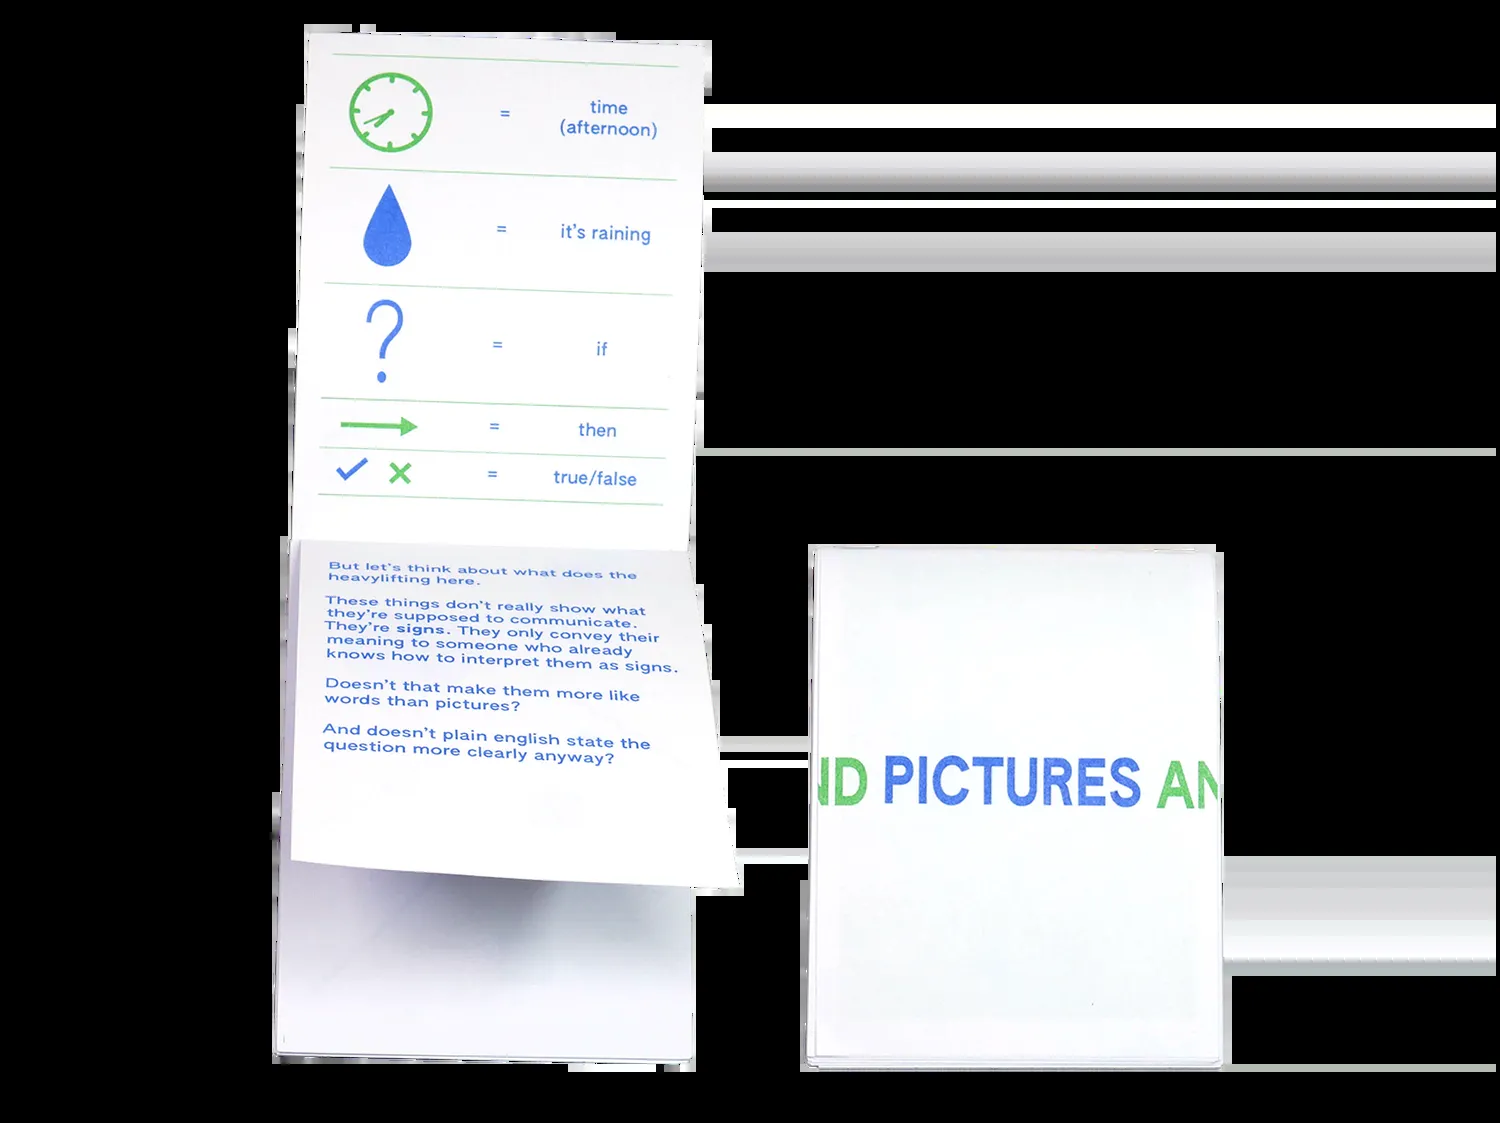 = time
(afternoon)
= it's raining
? = if
= then
= true/false
But let's think about what does the
heavylifting here.
These things don't really show what
they're supposed to communicate.
They're signs. They only convey their
meaning to someone who already
knows how to interpret them as signs.
Doesn't that make them more like
words than pictures?
And doesn't plain english state the
question more clearly anyway?
ND PICTURES AN